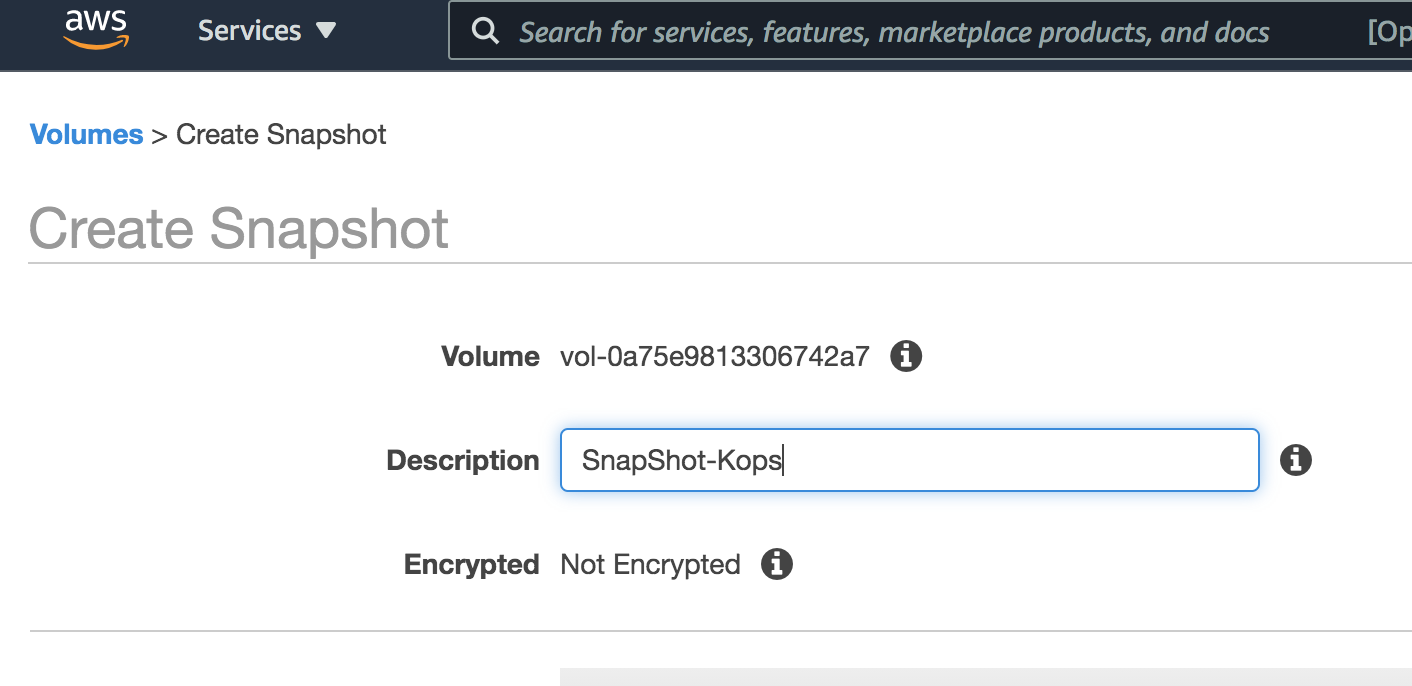 aws Services Search for services, features, marketplace products, and docs [Op
Volumes > Create Snapshot
Create Snapshot
Volume vol-0a75e9813306742a7
Description SnapShot-Kops
Encrypted Not Encrypted